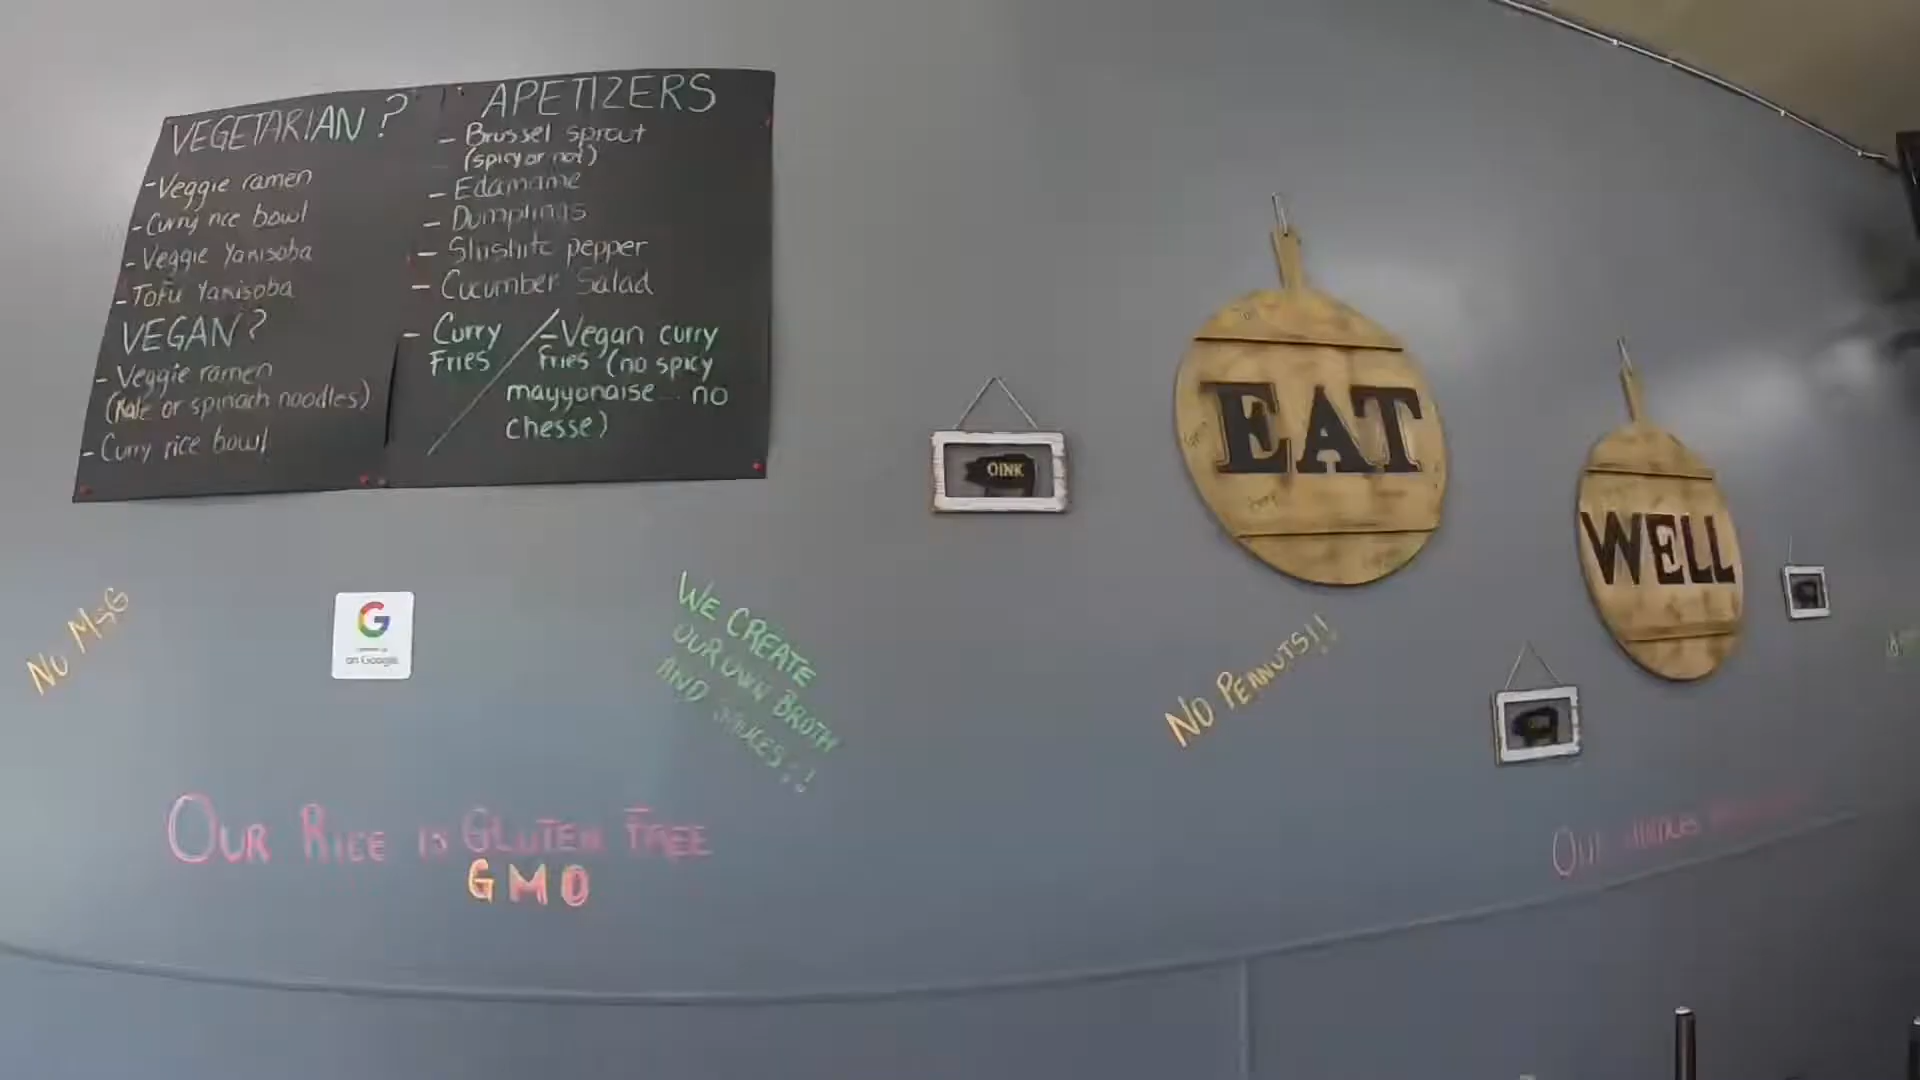 VEGETARIAN?
- Veggie ramen
- Curry rice bowl
- Veggie Yakisoba
- Tofu Yakisoba
VEGAN?
- Veggie ramen
(Kale or spinach noodles)
- Curry rice bowl
APETIZERS
- Brussel sprout
(spicy or not)
- Edamame
- Dumplings
- Shishito pepper
- Cucumber Salad
- Curry
Fries
- Vegan curry
fries (no spicy
mayyonaise... no
chesse)
OINK
EAT
WELL
NO MSG
G
on Google
WE CREATE
OUR OWN BROTH
AND SAUCES!!
NO PEANUTS!!
OUR RICE IS GLUTEN FREE
GMO
OUR